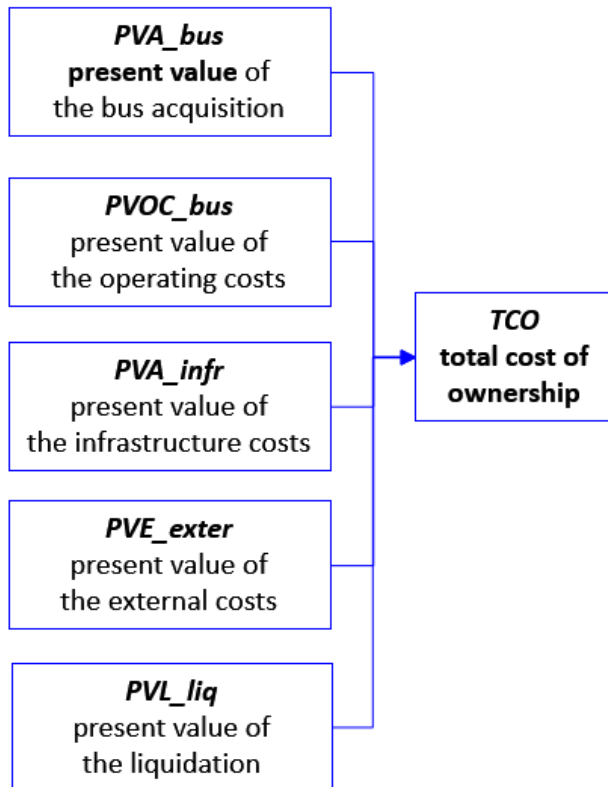 PVA_bus
present value of
the bus acquisition
PVOC_bus
present value of
the operating costs
PVA_infr
present value of
the infrastructure costs
PVE_exter
present value of
the external costs
PVL_liq
present value of
the liquidation
TCO
total cost of
ownership